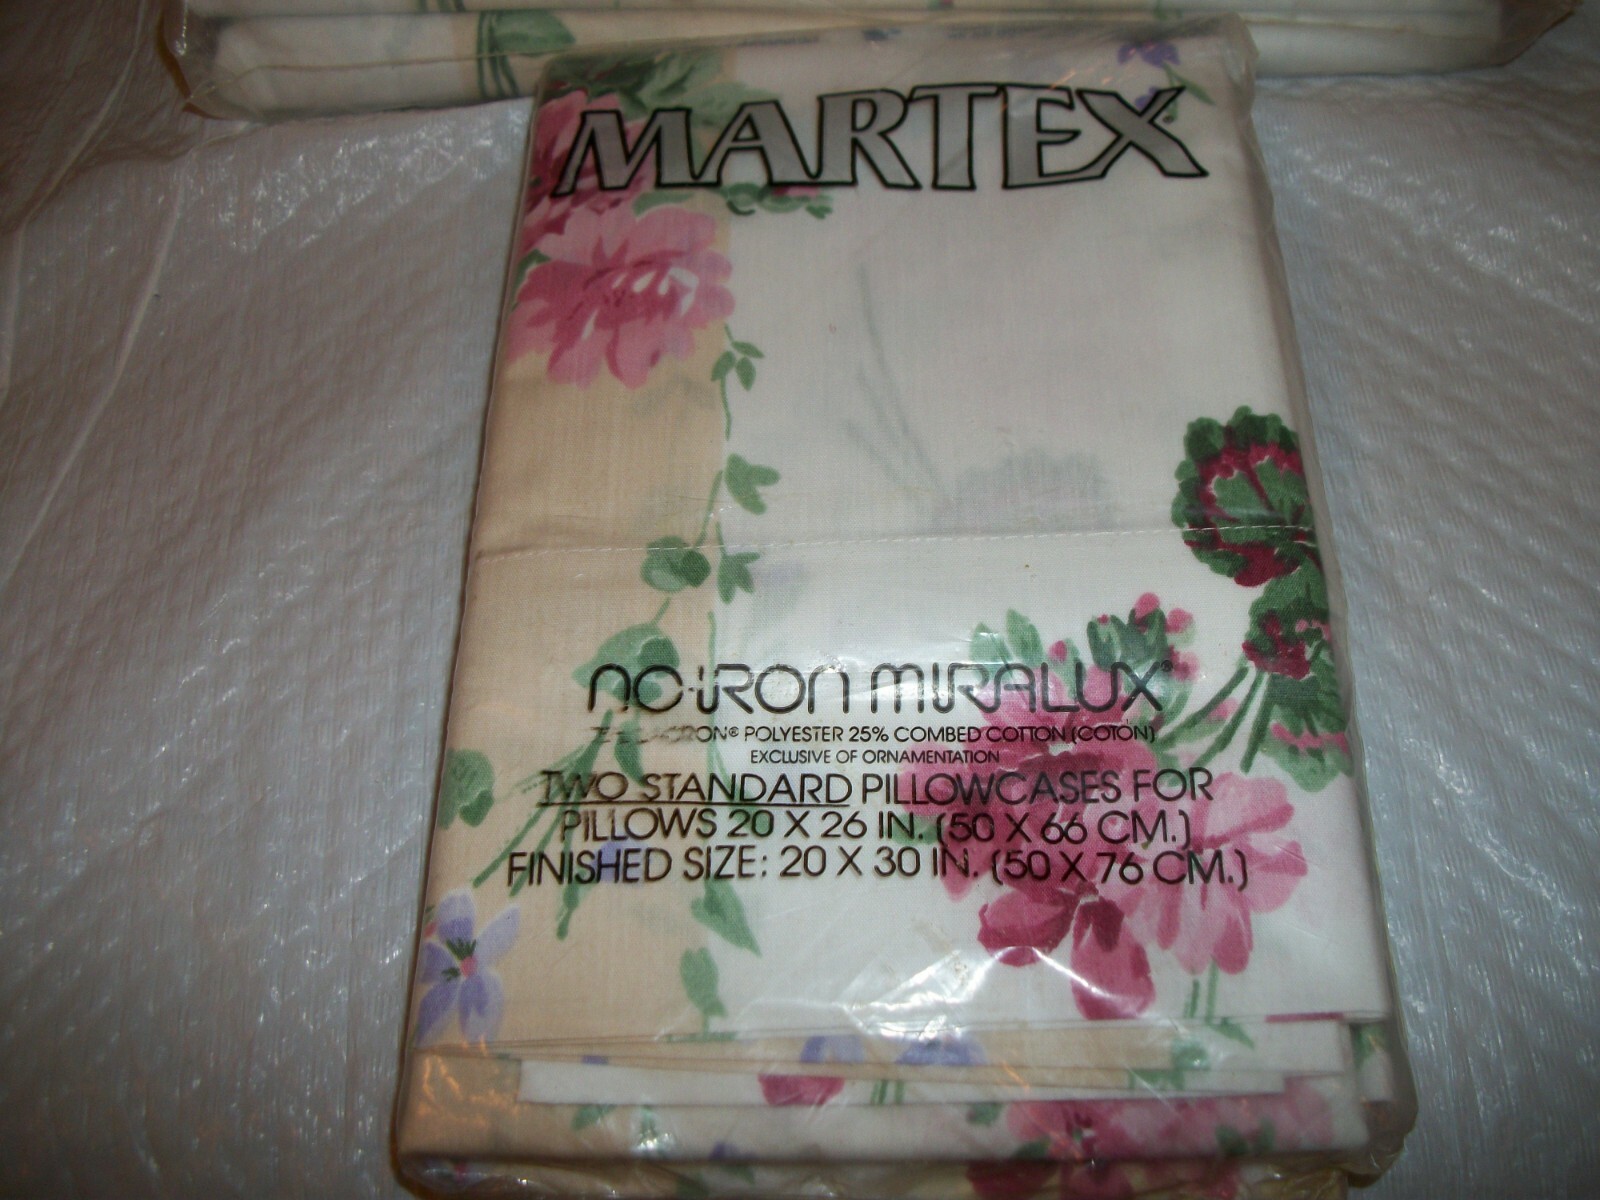 MARTEX
no-iron miralux®
POLYESTER 25% COMBED COTTON (COTON)
EXCLUSIVE OF ORNAMENTATION
TWO STANDARD PILLOWCASES FOR
PILLOWS 20 X 26 IN. (50 X 66 CM.)
FINISHED SIZE: 20 X 30 IN. (50 X 76 CM.)